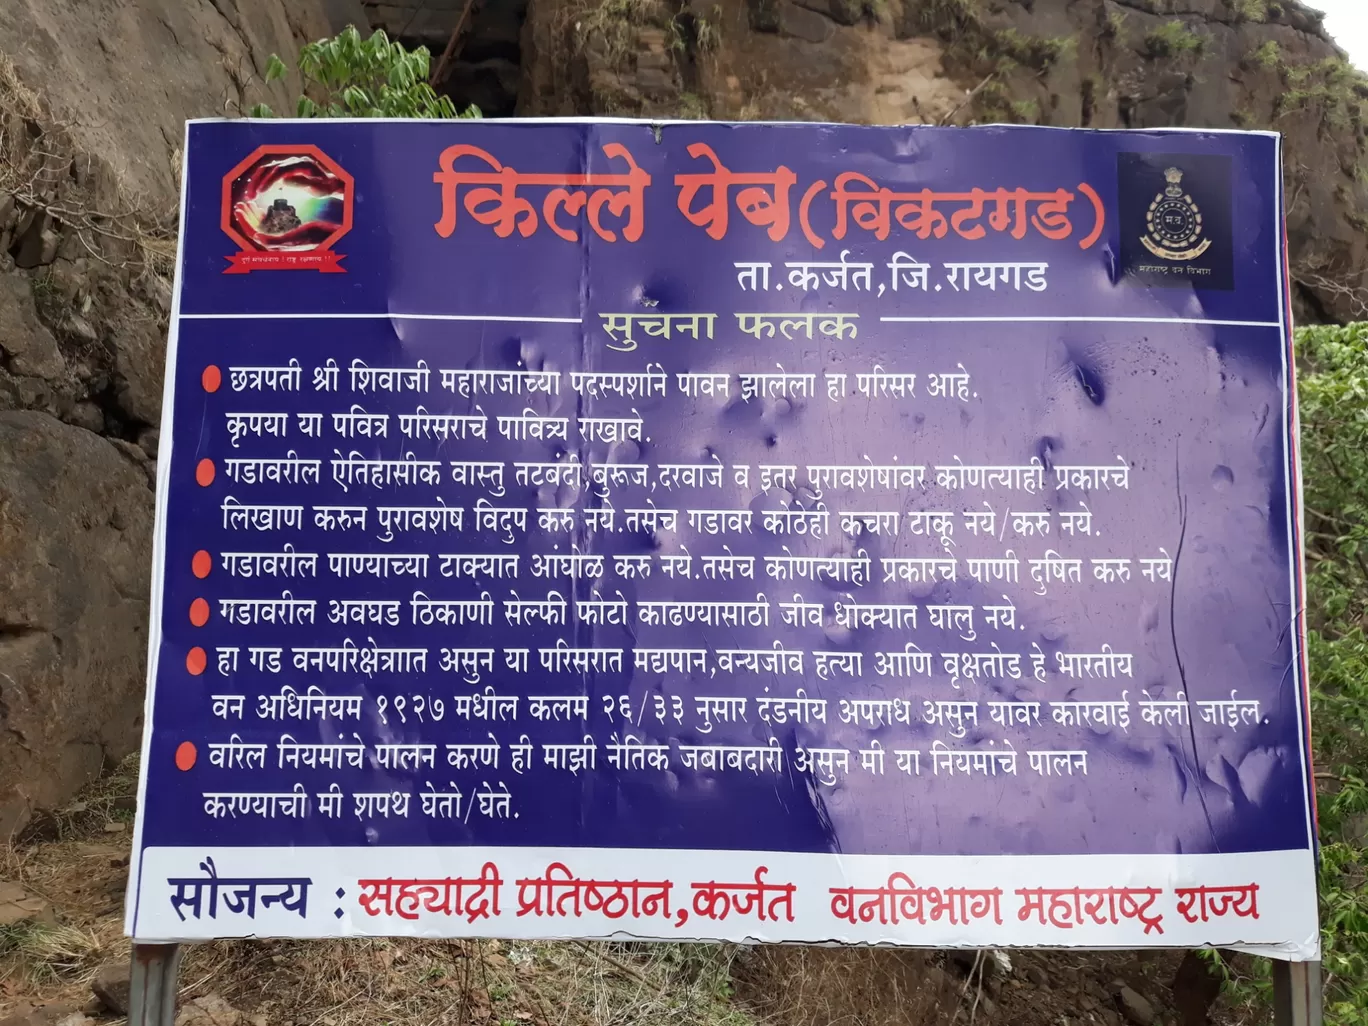 किल्ले पेब(विकटगड)
ता.कर्जत,जि.रायगड
महाराष्ट्र वन विभाग
सुचना फलक
छत्रपती श्री शिवाजी महाराजांच्या पदस्पर्शाने पावन झालेला हा परिसर आहे.
कृपया या पवित्र परिसराचे पावित्र्य राखावे.
गडावरील ऐतिहासीक वास्तु तटबंदी,बुरूज,दरवाजे व इतर पुरावशेषांवर कोणत्याही प्रकारचे
लिखाण करुन पुरावशेष विदुप करु नये.तसेच गडावर कोठेही कचरा टाकू नये/करु नये.
गडावरील पाण्याच्या टाक्यात आंघोळ करु नये.तसेच कोणत्याही प्रकारचे पाणी दुषित करु नये
गडावरील अवघड ठिकाणी सेल्फी फोटो काढण्यासाठी जीव धोक्यात घालु नये.
हा गड वनपरिक्षेत्राात असुन या परिसरात मद्यपान,वन्यजीव हत्या आणि वृक्षतोड हे भारतीय
वन अधिनियम १९२७ मधील कलम २६/३३ नुसार दंडनीय अपराध असुन यावर कारवाई केली जाईल.
वरिल नियमांचे पालन करणे ही माझी नैतिक जबाबदारी असुन मी या नियमांचे पालन
करण्याची मी शपथ घेतो/घेते.
सौजन्य : सह्याद्री प्रतिष्ठान,कर्जत वनविभाग महाराष्ट्र राज्य